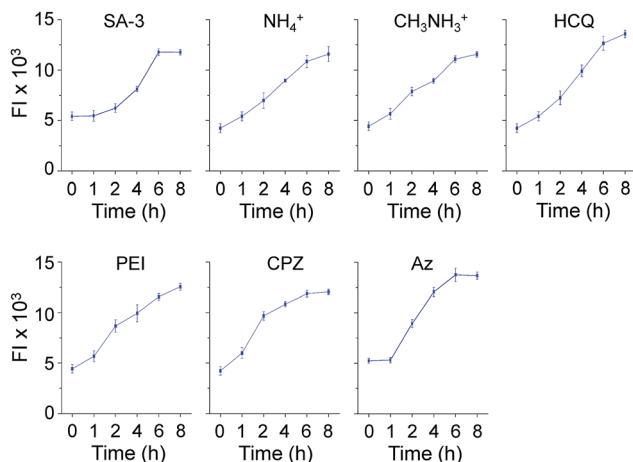 SA-3 NH₄⁺ CH₃NH₃⁺ HCQ
FI x 10³
15
10
5
0
0 1 2 4 6 8 0 1 2 4 6 8 0 1 2 4 6 8 0 1 2 4 6 8
Time (h) Time (h) Time (h) Time (h)
PEI CPZ Az
FI x 10³
15
10
5
0
0 1 2 4 6 8 0 1 2 4 6 8 0 1 2 4 6 8
Time (h) Time (h) Time (h)